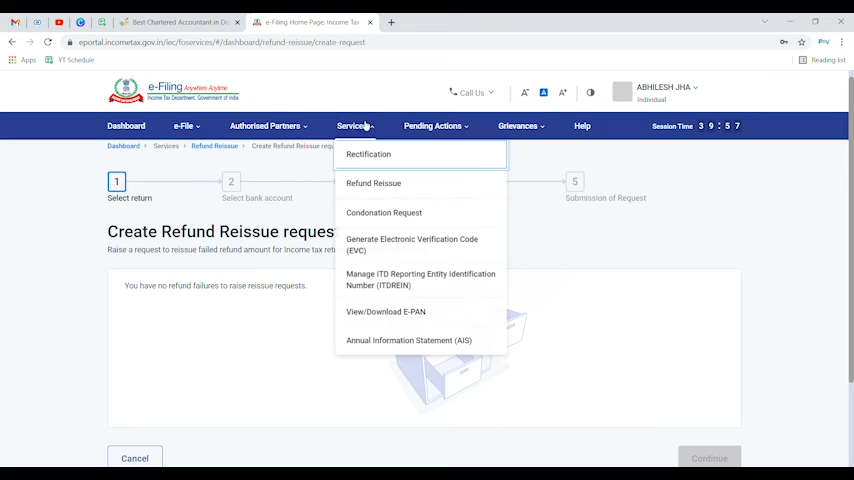 Best Chartered Accountant in De
e-Filing Home Page, Income Tax
eportal.incometax.gov.in/iec/foservices/#/dashboard/refund-reissue/create-request
Apps
YT Schedule
Reading list
e-Filing Anywhere Anytime
Income Tax Department, Government of India
Call Us
A A A
ABHILESH JHA
Individual
Dashboard e-File Authorised Partners Services Pending Actions Grievances Help Session Time 3 9 : 5 7
Dashboard > Services > Refund Reissue > Create Refund Reissue requ
1 2 5
Select return Select bank account Submission of Request
Rectification
Refund Reissue
Condonation Request
Generate Electronic Verification Code
(EVC)
Manage ITD Reporting Entity Identification
Number (ITDREIN)
View/Download E-PAN
Annual Information Statement (AIS)
Create Refund Reissue reques
Raise a request to reissue failed refund amount for Income tax ret
You have no refund failures to raise reissue requests.
Cancel Continue